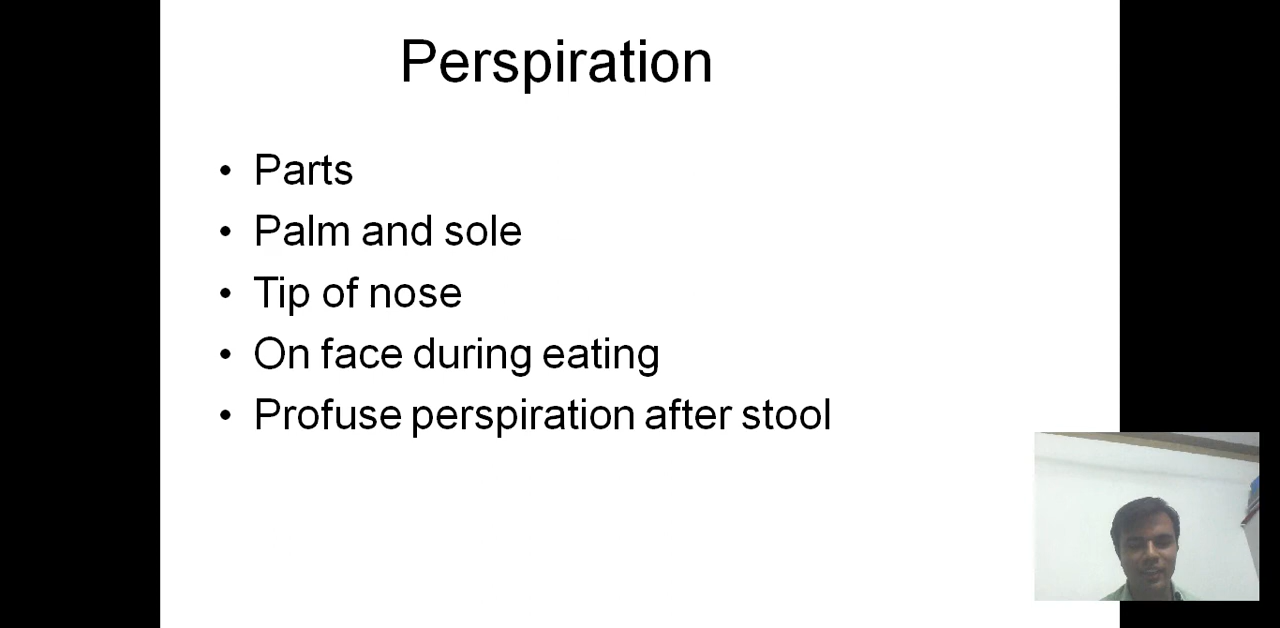 Perspiration
• Parts
• Palm and sole
• Tip of nose
• On face during eating
• Profuse perspiration after stool